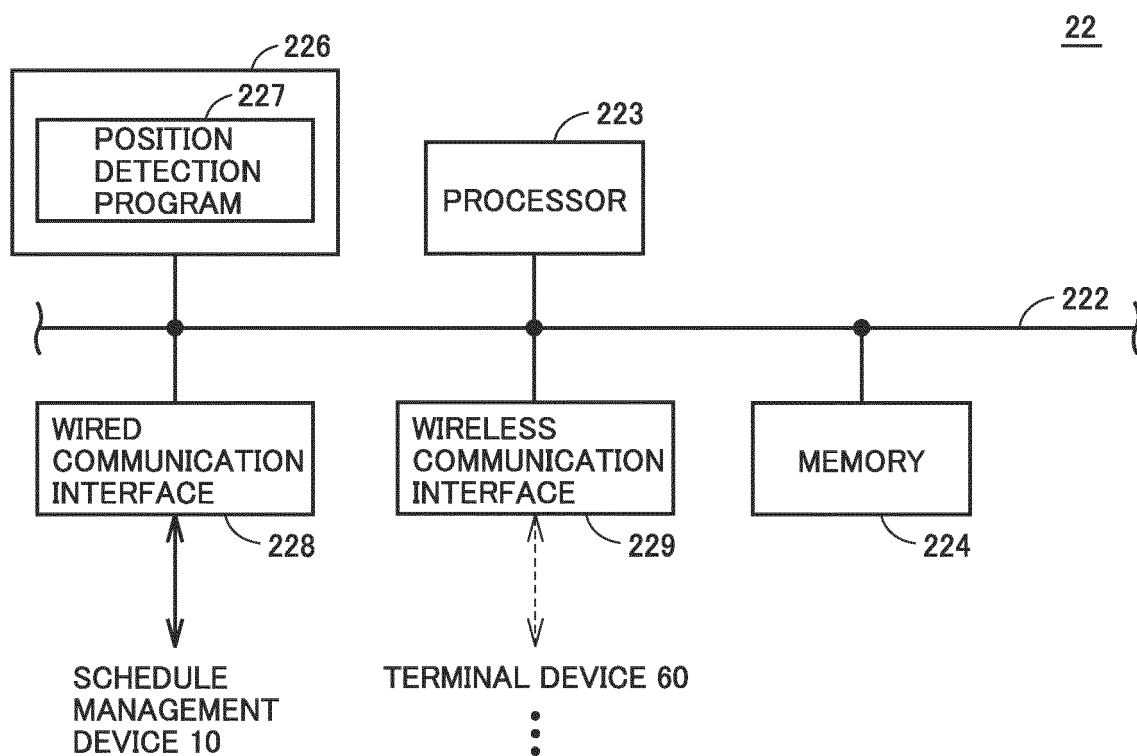 22
226
227
POSITION
DETECTION
PROGRAM
223
PROCESSOR
222
WIRED
COMMUNICATION
INTERFACE
228
WIRELESS
COMMUNICATION
INTERFACE
229
MEMORY
224
SCHEDULE
MANAGEMENT
DEVICE 10
TERMINAL DEVICE 60